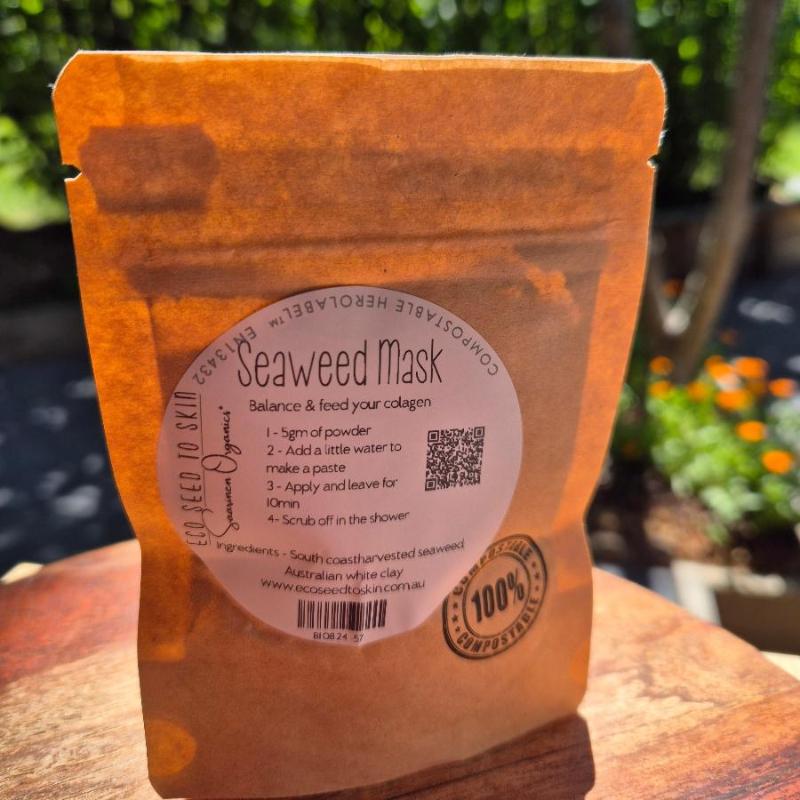 COMPOSTABLE HEROLABEL™ EN13432
Seaweed Mask
Balance & feed your colagen
ECO SEED TO SKIN
Saarinen Organics®
1 - 5gm of powder
2 - Add a little water to
make a paste
3 - Apply and leave for
10min
4- Scrub off in the shower
Ingredients - South coastharvested seaweed,
Australian white clay
www.ecoseedtoskin.com.au
COMPOSTABLE
100%
COMPOSTABLE